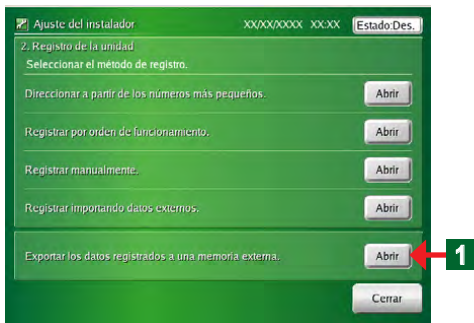 Ajuste del instalador XX/XX/XXXX XX:XX Estado:Des.
2. Registro de la unidad
Seleccionar el método de registro.
Direccionar a partir de los números más pequeños. Abrir
Registrar por orden de funcionamiento. Abrir
Registrar manualmente. Abrir
Registrar importando datos externos. Abrir
Exportar los datos registrados a una memoria externa. Abrir 1
Cerrar